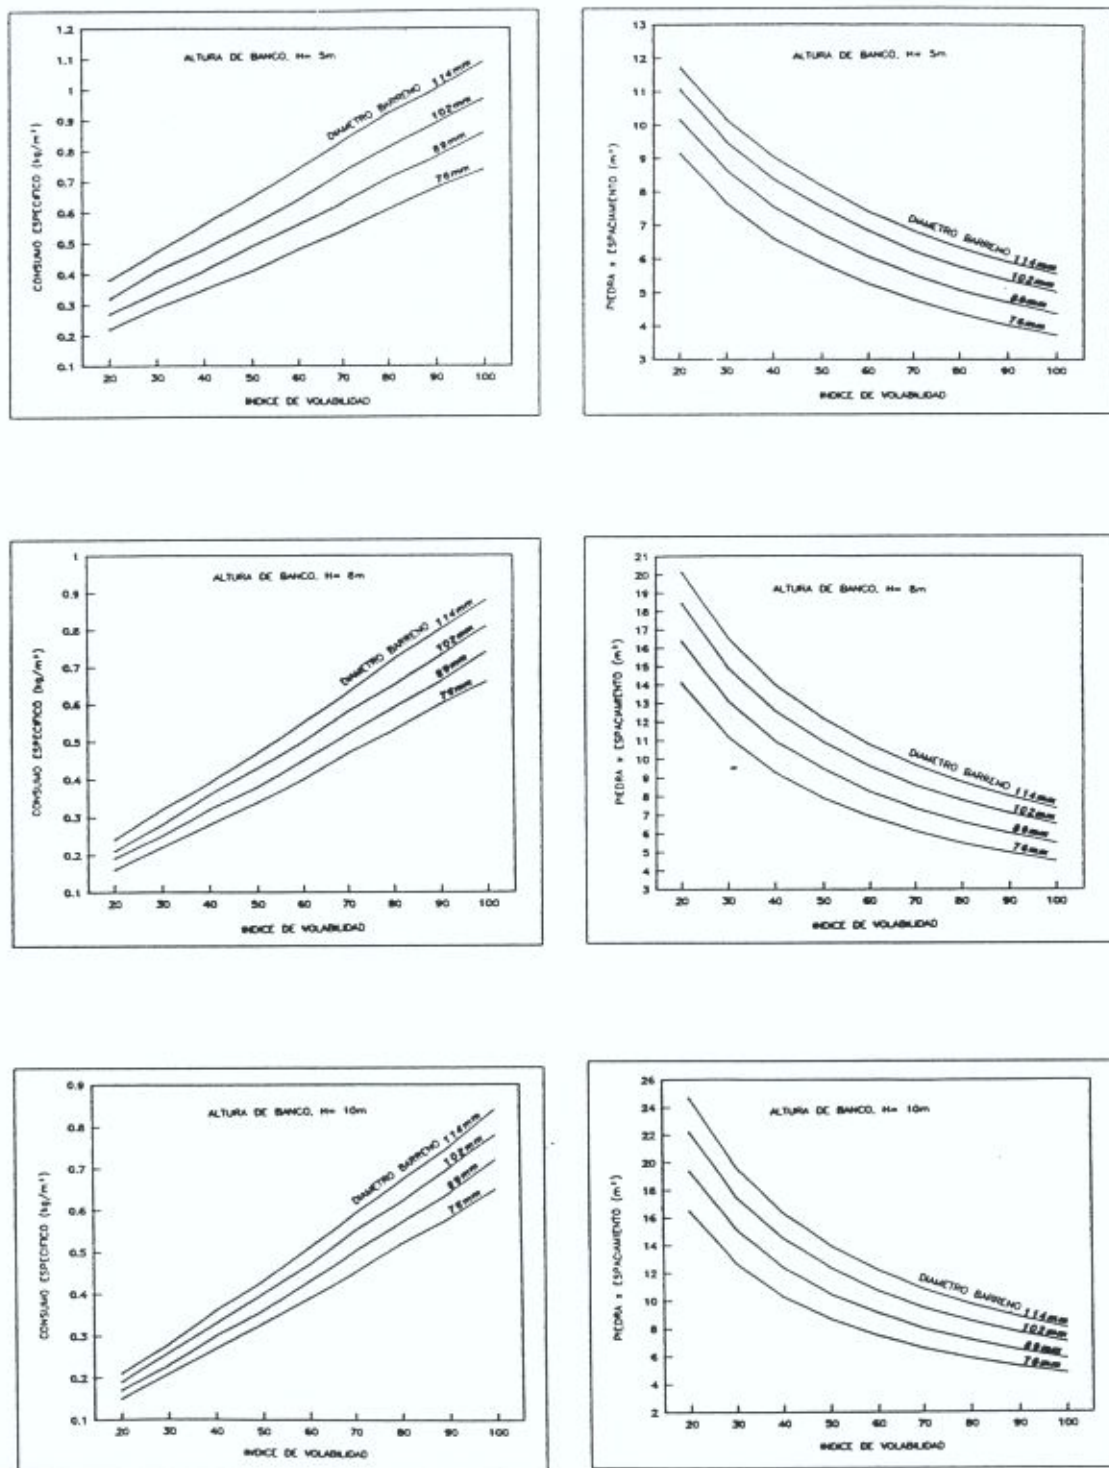 ALTURA DE BANCO, H= 5m
CONSUMO ESPECIFICO (kg/m³)
1.2
1.1
1
0.9
0.8
0.7
0.6
0.5
0.4
0.3
0.2
0.1
DIAMETRO BARRENO 114mm
102mm
89mm
76mm
20 30 40 50 60 70 80 90 100
INDICE DE VOLABILIDAD
ALTURA DE BANCO, H= 5m
PIEDRA x ESPACIAMIENTO (m²)
13
12
11
10
9
8
7
6
5
4
3
DIAMETRO BARRENO 114mm
102mm
89mm
76mm
20 30 40 50 60 70 80 90 100
INDICE DE VOLABILIDAD
ALTURA DE BANCO, H= 8m
CONSUMO ESPECIFICO (kg/m³)
1
0.9
0.8
0.7
0.6
0.5
0.4
0.3
0.2
0.1
DIAMETRO BARRENO 114mm
102mm
89mm
76mm
20 30 40 50 60 70 80 90 100
INDICE DE VOLABILIDAD
ALTURA DE BANCO, H= 8m
PIEDRA x ESPACIAMIENTO (m²)
21
20
19
18
17
16
15
14
13
12
11
10
9
8
7
6
5
4
3
DIAMETRO BARRENO 114mm
102mm
89mm
76mm
20 30 40 50 60 70 80 90 100
INDICE DE VOLABILIDAD
ALTURA DE BANCO, H= 10m
CONSUMO ESPECIFICO (kg/m³)
0.9
0.8
0.7
0.6
0.5
0.4
0.3
0.2
0.1
DIAMETRO BARRENO 114mm
102mm
89mm
76mm
20 30 40 50 60 70 80 90 100
INDICE DE VOLABILIDAD
ALTURA DE BANCO, H= 10m
PIEDRA x ESPACIAMIENTO (m²)
26
24
22
20
18
16
14
12
10
8
6
4
2
DIAMETRO BARRENO 114mm
102mm
89mm
76mm
20 30 40 50 60 70 80 90 100
INDICE DE VOLABILIDAD